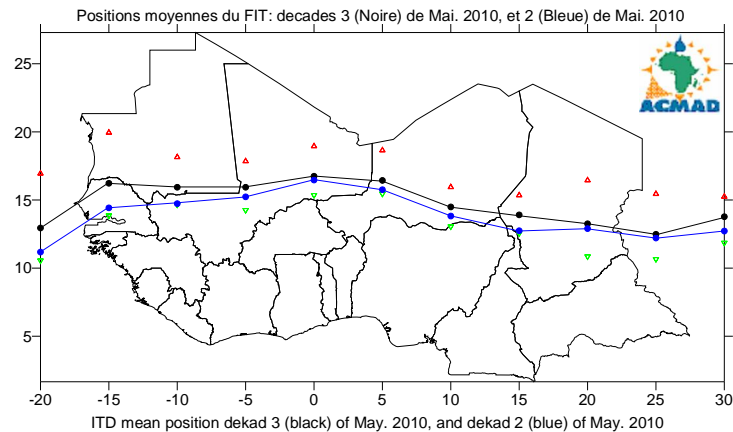 Positions moyennes du FIT: decades 3 (Noire) de Mai. 2010, et 2 (Bleue) de Mai. 2010
25
20
15
10
5
ACMAD
-20 -15 -10 -5 0 5 10 15 20 25 30
ITD mean position dekad 3 (black) of May. 2010, and dekad 2 (blue) of May. 2010